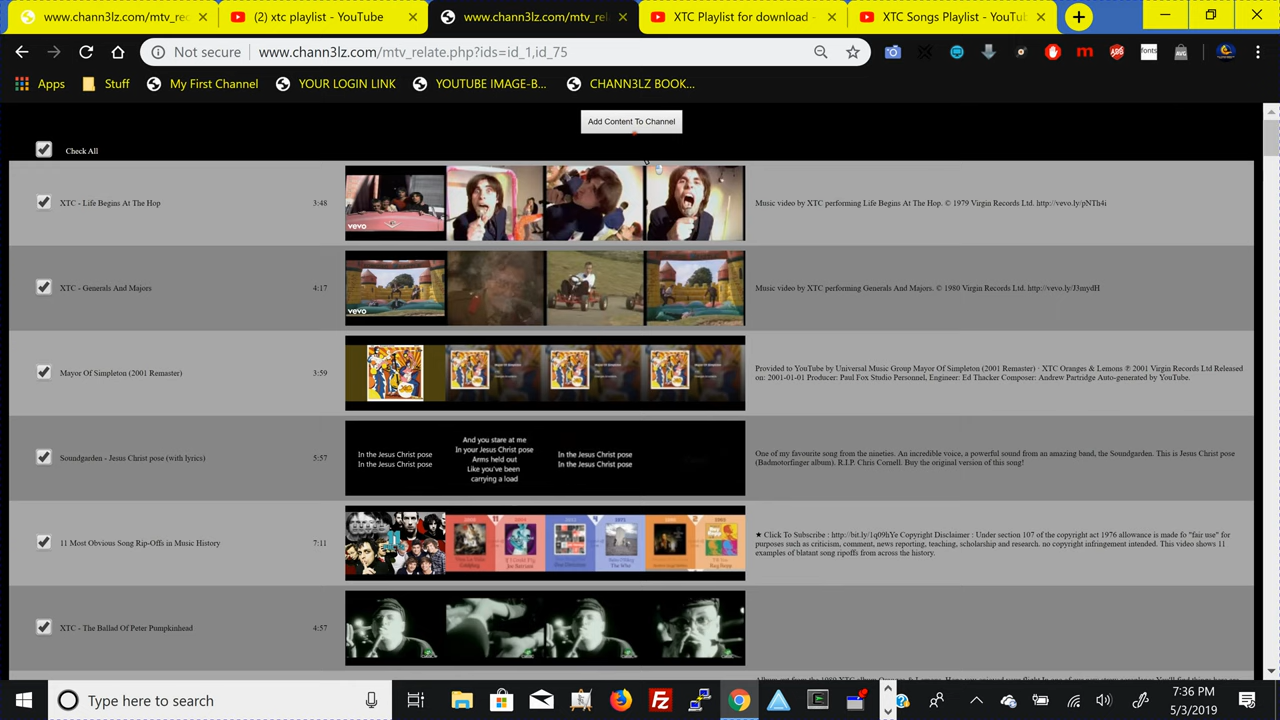 www.chann3lz.com/mtv_rec
(2) xtc playlist - YouTube
www.chann3lz.com/mtv_rel
XTC Playlist for download -
XTC Songs Playlist - YouTub
Not secure
www.chann3lz.com/mtv_relate.php?ids=id_1,id_75
fonts
AVG
Apps
Stuff
My First Channel
YOUR LOGIN LINK
YOUTUBE IMAGE-B...
CHANN3LZ BOOK...
Add Content To Channel
Check All
XTC - Life Begins At The Hop
3:48
vevo
Music video by XTC performing Life Begins At The Hop. © 1979 Virgin Records Ltd. http://vevo.ly/pNTh4i
XTC - Generals And Majors
4:17
vevo
Music video by XTC performing Generals And Majors. © 1980 Virgin Records Ltd. http://vevo.ly/J3mydH
Mayor Of Simpleton (2001 Remaster)
3:59
Provided to YouTube by Universal Music Group Mayor Of Simpleton (2001 Remaster) · XTC Oranges & Lemons ℗ 2001 Virgin Records Ltd Released
on: 2001-01-01 Producer: Paul Fox Studio Personnel, Engineer: Ed Thacker Composer: Andrew Partridge Auto-generated by YouTube.
Soundgarden - Jesus Christ pose (with lyrics)
5:57
In the Jesus Christ pose
In the Jesus Christ pose
And you stare at me
In your Jesus Christ pose
Arms held out
Like you've been
carrying a load
In the Jesus Christ pose
In the Jesus Christ pose
One of my favourite song from the nineties. An incredible voice, a powerful sound from an amazing band, the Soundgarden. This is Jesus Christ pose
(Badmotorfinger album). R.I.P. Chris Cornell. Buy the original version of this song!
11 Most Obvious Song Rip-Offs in Music History
7:11
★ Click To Subscribe : http://bit.ly/1q09hYe Copyright Disclaimer : Under section 107 of the copyright act 1976 allowance is made fo "fair use" for
purposes such as criticism, comment, news reporting, teaching, scholarship and research. no copyright infringement intended. This video shows 11
examples of blatant song ripoffs from across the history.
XTC - The Ballad Of Peter Pumpkinhead
4:57
Type here to search
7:36 PM
5/3/2019